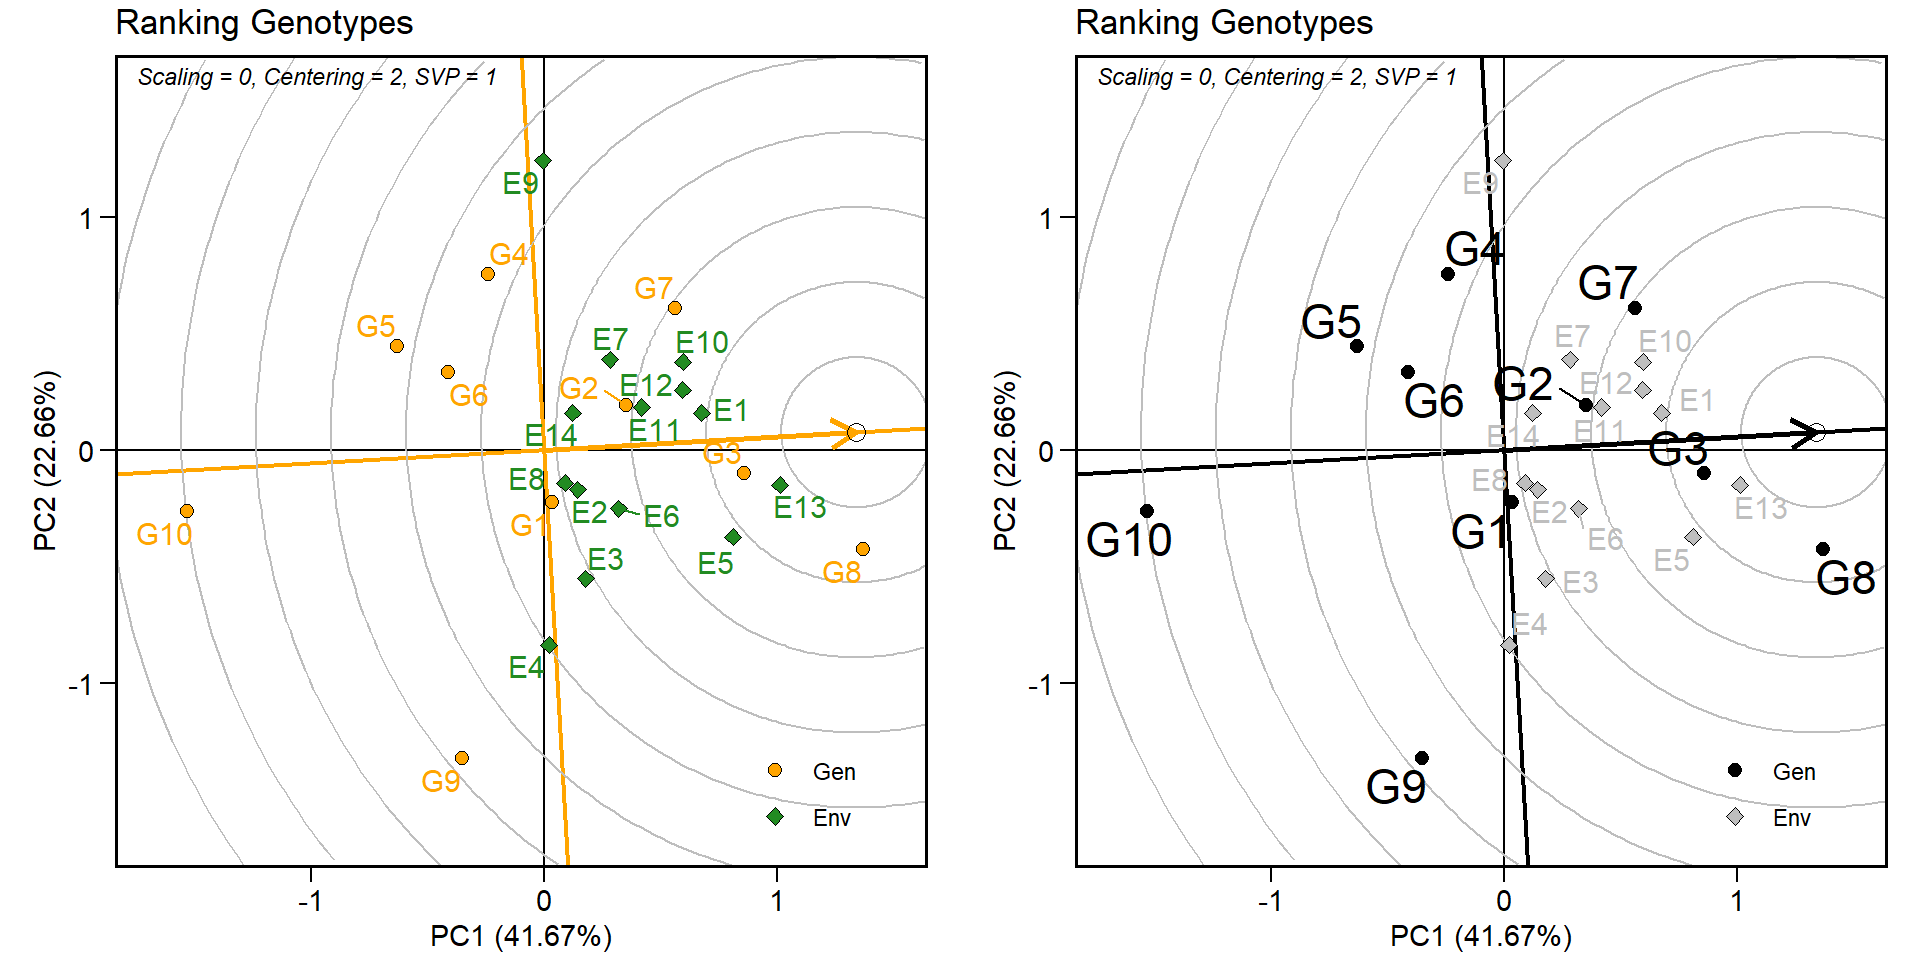 Ranking Genotypes
Scaling = 0, Centering = 2, SVP = 1
E9
G4
1
G7
G5
E7
E10
G2
E12
G6
E1
E11
E14
G3
0
E8
E13
E2
E6
G1
G10
E3
E5
G8
E4
-1
G9
Gen
Env
-1
0
1
PC1 (41.67%)
PC2 (22.66%)
Ranking Genotypes
Scaling = 0, Centering = 2, SVP = 1
E9
G4
1
G7
G5
E7
E10
G2
E12
G6
E1
E11
E14
G3
0
E8
E13
E2
E6
G1
G10
E5
G8
E3
E4
-1
G9
Gen
Env
-1
0
1
PC1 (41.67%)
PC2 (22.66%)